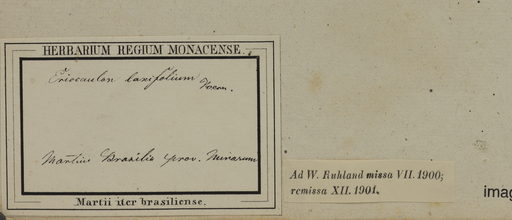 HERBARIUM REGIUM MONACENSE.
Eriocaulon laxifolium Koern.
Martius Brasilia prov. Minarum
Martii iter brasiliense.
Ad W. Ruhland missa VII. 1900;
remissa XII. 1901.
imag